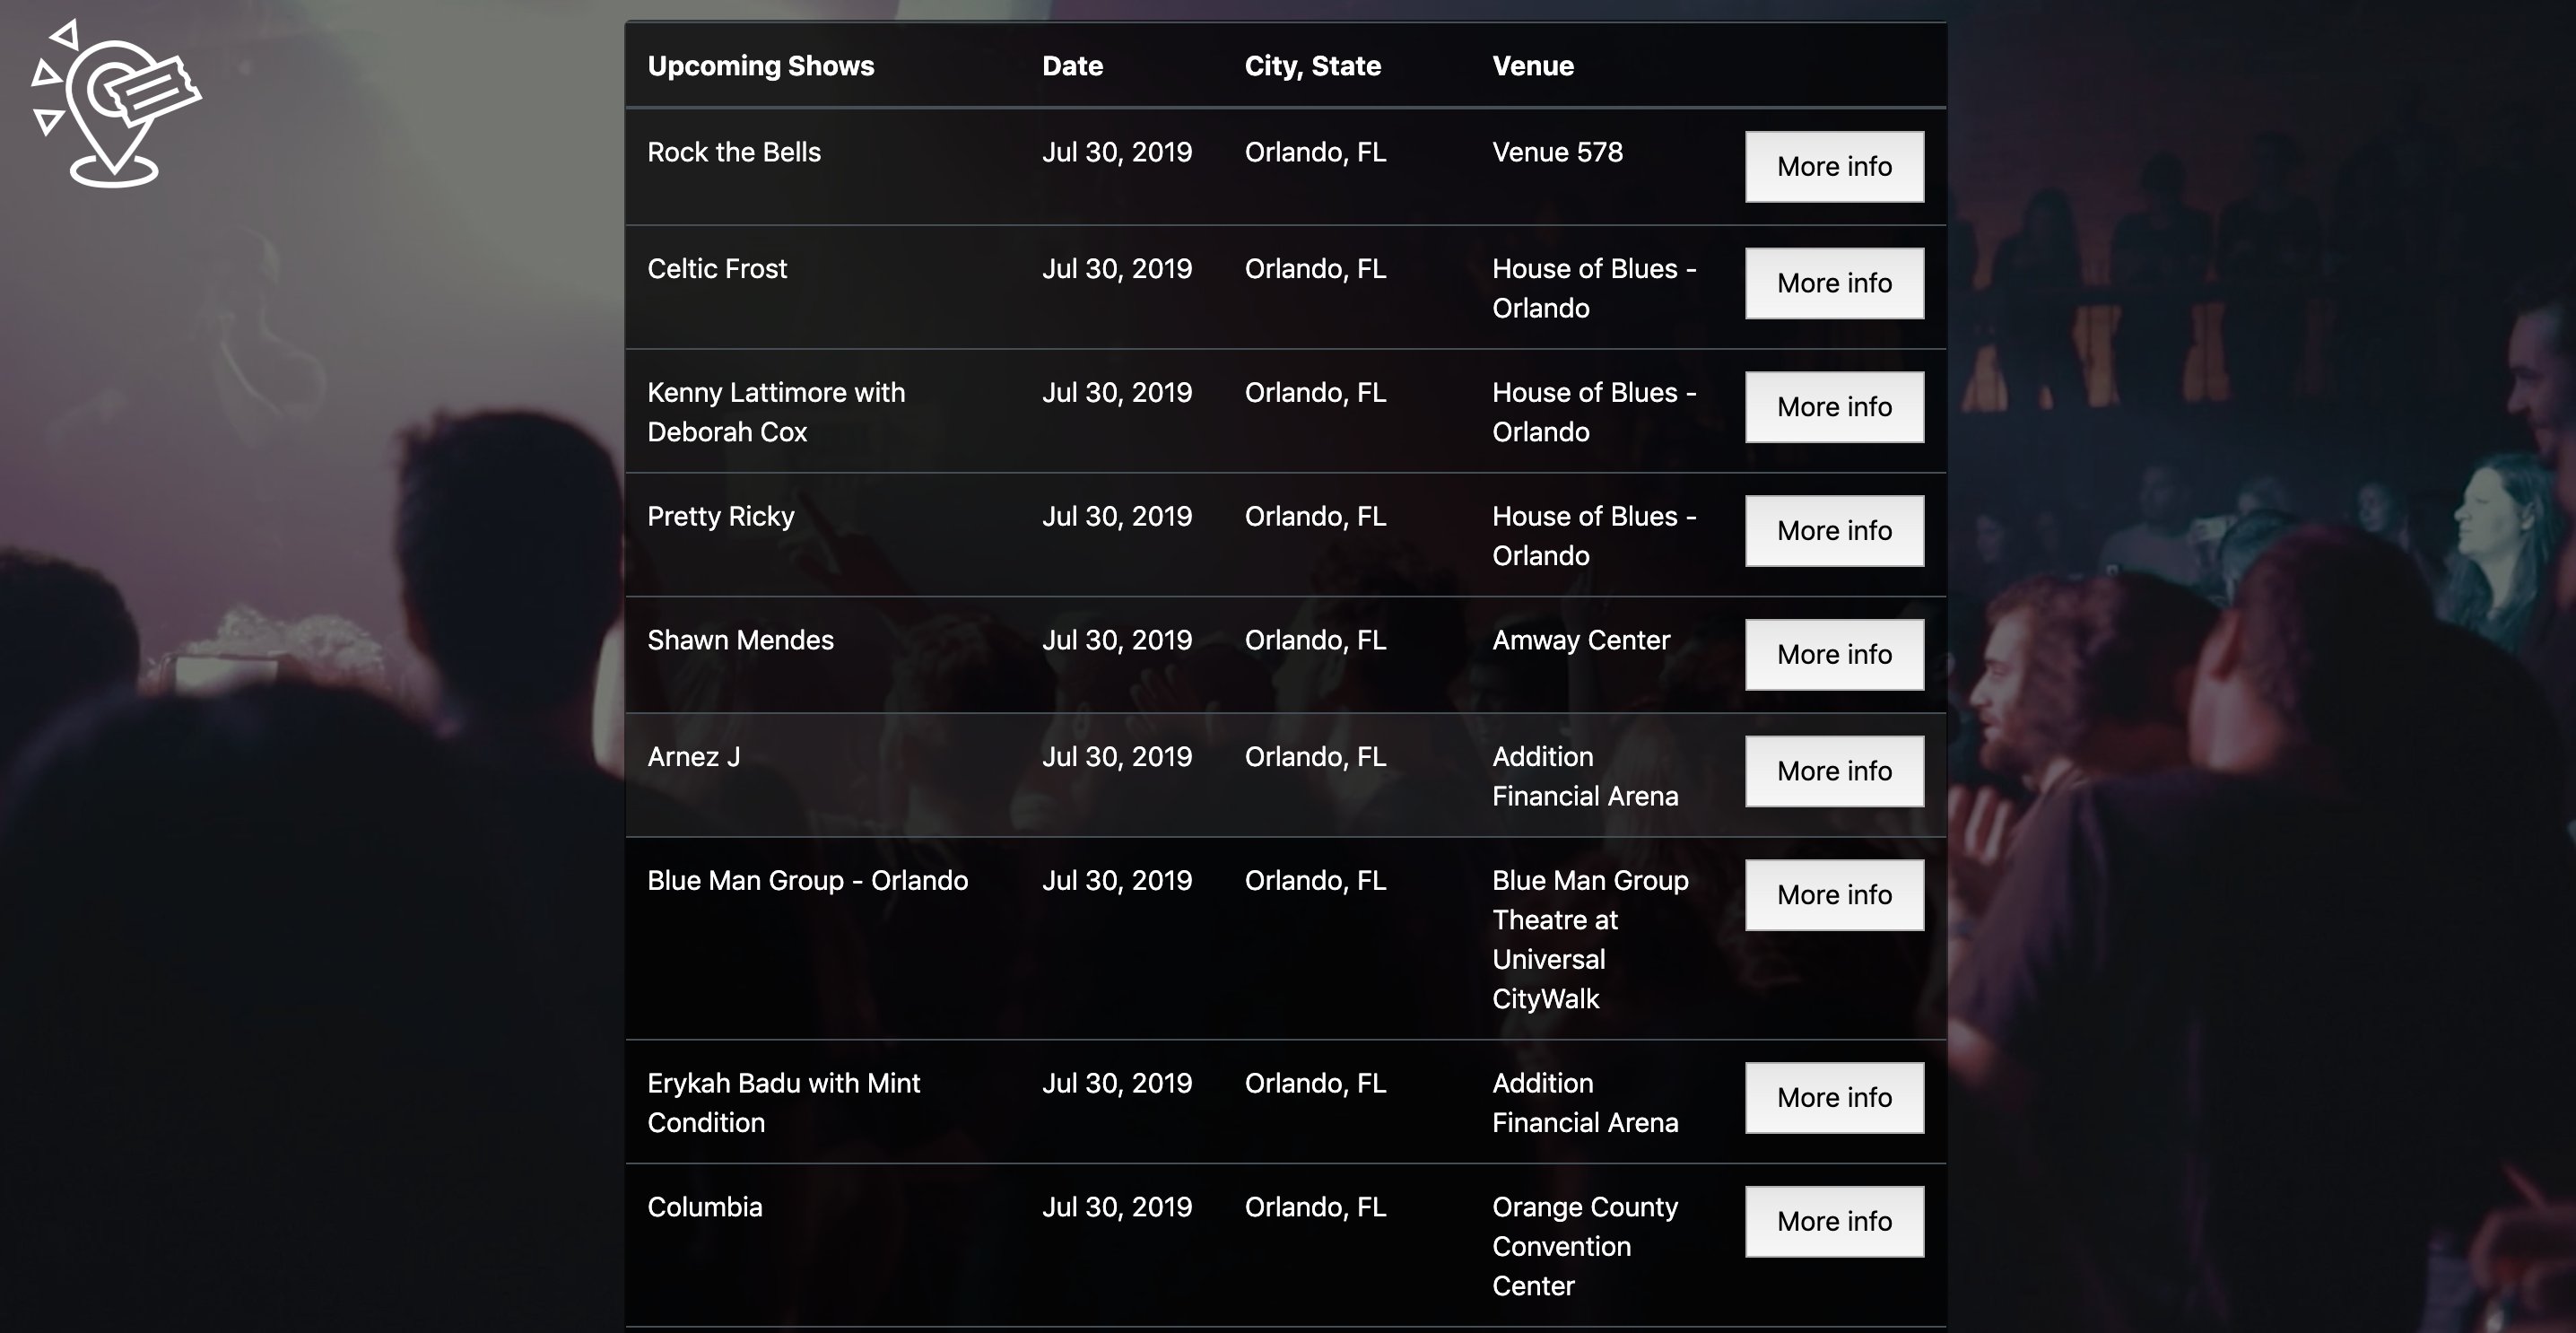 Upcoming Shows Date City, State Venue
Rock the Bells Jul 30, 2019 Orlando, FL Venue 578 More info
Celtic Frost Jul 30, 2019 Orlando, FL House of Blues - More info
Orlando
Kenny Lattimore with Jul 30, 2019 Orlando, FL House of Blues - More info
Deborah Cox Orlando
Pretty Ricky Jul 30, 2019 Orlando, FL House of Blues - More info
Orlando
Shawn Mendes Jul 30, 2019 Orlando, FL Amway Center More info
Arnez J Jul 30, 2019 Orlando, FL Addition More info
Financial Arena
Blue Man Group - Orlando Jul 30, 2019 Orlando, FL Blue Man Group More info
Theatre at
Universal
CityWalk
Erykah Badu with Mint Jul 30, 2019 Orlando, FL Addition More info
Condition Financial Arena
Columbia Jul 30, 2019 Orlando, FL Orange County More info
Convention
Center